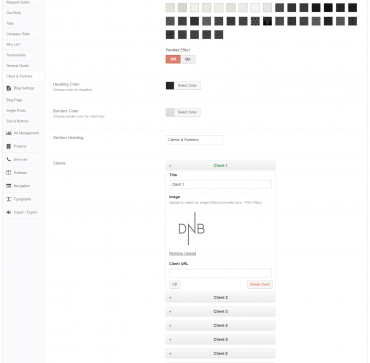 Request Quote
Our Work
Tabs
Company Stats
Why Us?
Testimonials
General Quote
Clients & Partners
Blog Settings
Blog Page
Single Posts
Social Buttons
Ad Management
Projects
Services
Sidebars
Navigation
Typography
Import / Export
Parallax Effect
Off
On
Heading Color
Choose color for headline
Select Color
Borders Color
Choose border color for client box
Select Color
Section Heading
Clients & Partners
Clients
Client 1
Title
Client 1
Image
Upload or select an image (Recommended size: 170x170px)
DNB
Remove Upload
Client URL
OK
Delete Client
Client 2
Client 3
Client 4
Client 5
Client 6